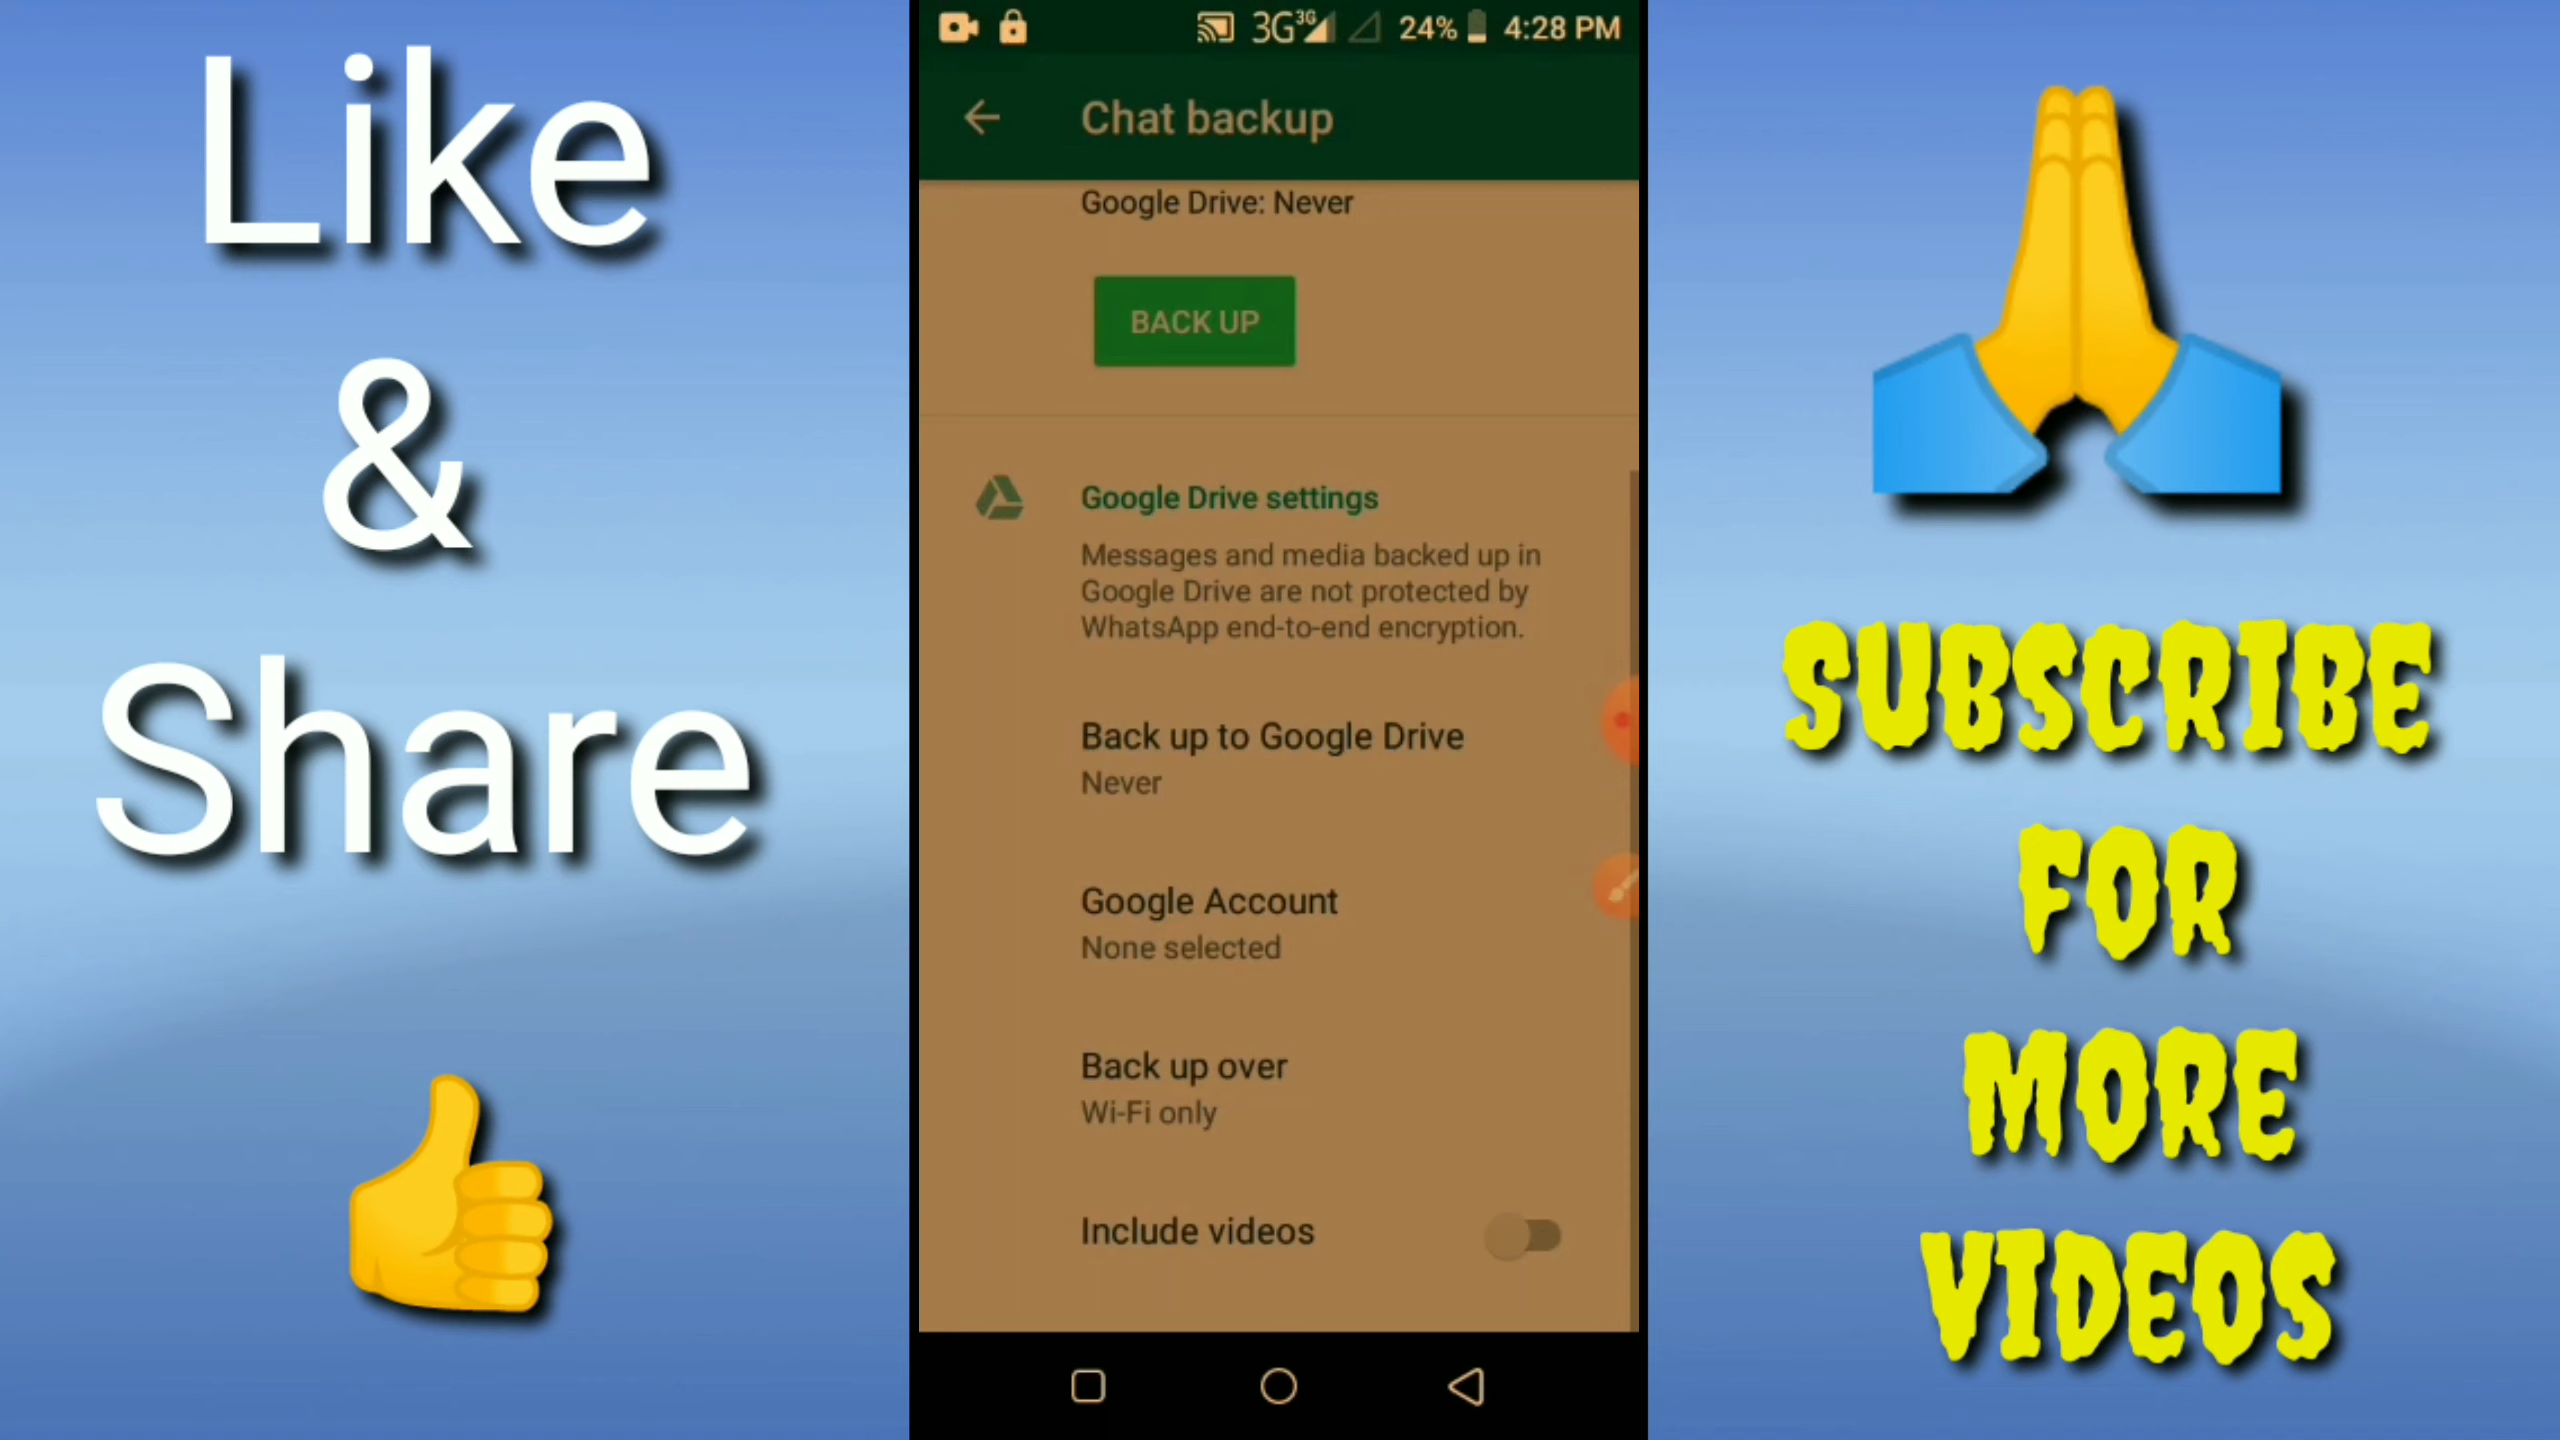 Like
&
Share
3G 3G 24% 4:28 PM
Chat backup
Google Drive: Never
BACK UP
Google Drive settings
Messages and media backed up in
Google Drive are not protected by
WhatsApp end-to-end encryption.
Back up to Google Drive
Never
Google Account
None selected
Back up over
Wi-Fi only
Include videos
SUBSCRIBE
FOR
MORE
VIDEOS